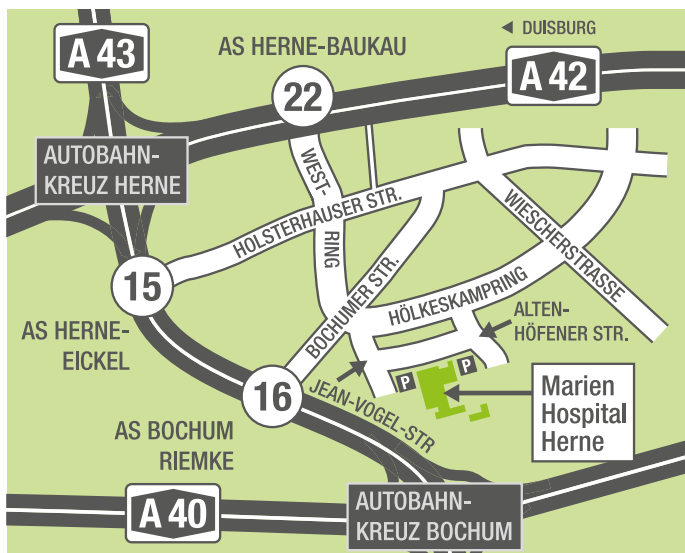 A 43
AS HERNE-BAUKAU
◄ DUISBURG
A 42
22
AUTOBAHN-
KREUZ HERNE
WEST-
RING
HOLSTERHAUSER STR.
WIESCHERSTRASSE
15
BOCHUMER STR.
HÖLKESKAMPRING
ALTEN-
HÖFENER STR.
AS HERNE-
EICKEL
16
JEAN-VOGEL-STR
P
P
Marien
Hospital
Herne
AS BOCHUM
RIEMKE
A 40
AUTOBAHN-
KREUZ BOCHUM